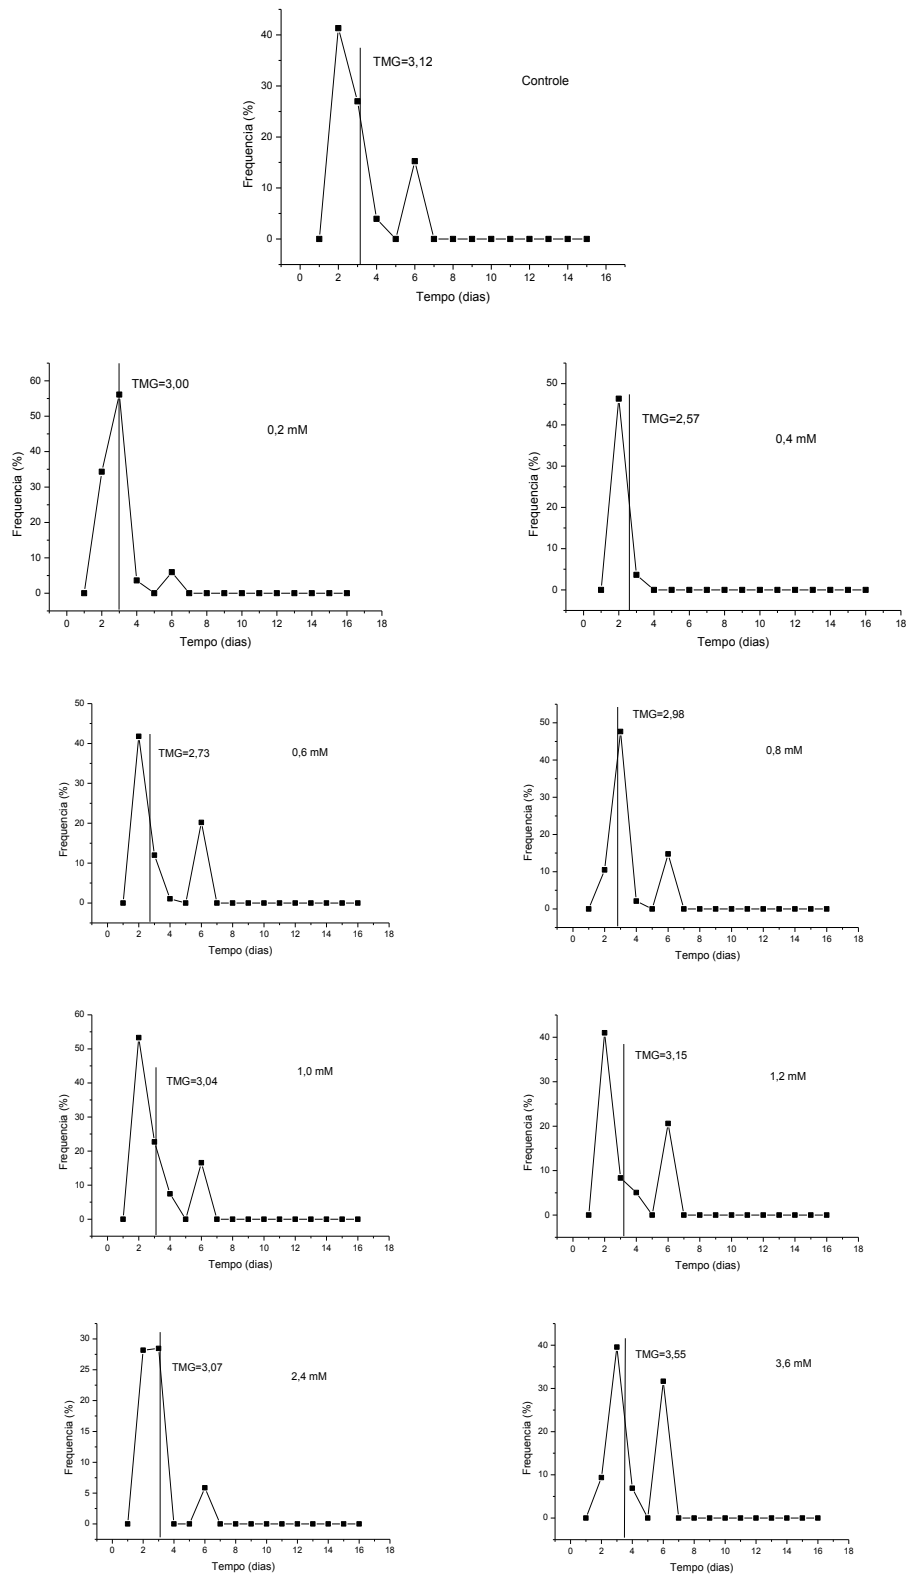 TMG=3,12
Controle
Frequencia (%)
40
30
20
10
0
0 2 4 6 8 10 12 14 16
Tempo (dias)
TMG=3,00
0,2 mM
Frequencia (%)
60
50
40
30
20
10
0
0 2 4 6 8 10 12 14 16 18
Tempo (dias)
TMG=2,57
0,4 mM
Frequencia (%)
50
40
30
20
10
0
0 2 4 6 8 10 12 14 16 18
Tempo (dias)
TMG=2,73
0,6 mM
Frequencia (%)
50
40
30
20
10
0
0 2 4 6 8 10 12 14 16 18
Tempo (dias)
TMG=2,98
0,8 mM
Frequencia (%)
50
40
30
20
10
0
0 2 4 6 8 10 12 14 16 18
Tempo (dias)
TMG=3,04
1,0 mM
Frequencia (%)
60
50
40
30
20
10
0
0 2 4 6 8 10 12 14 16 18
Tempo (dias)
TMG=3,15
1,2 mM
Frequencia (%)
40
30
20
10
0
0 2 4 6 8 10 12 14 16 18
Tempo (dias)
TMG=3,07
2,4 mM
Frequencia (%)
30
25
20
15
10
5
0
0 2 4 6 8 10 12 14 16 18
Tempo (dias)
TMG=3,55
3,6 mM
Frequencia (%)
40
30
20
10
0
0 2 4 6 8 10 12 14 16 18
Tempo (dias)